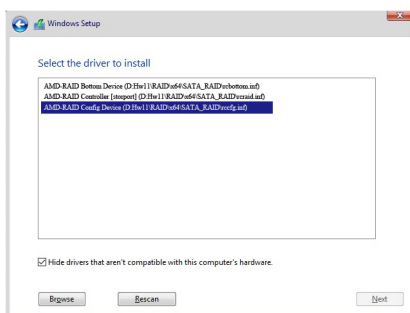 Windows Setup
Select the driver to install
AMD-RAID Bottom Device (D:\Hw11\RAID\x64\SATA_RAID\rcbottom.inf)
AMD-RAID Controller [storport] (D:\Hw11\RAID\x64\SATA_RAID\rcraid.inf)
AMD-RAID Config Device (D:\Hw11\RAID\x64\SATA_RAID\rccfg.inf)
Hide drivers that aren't compatible with this computer's hardware.
Browse Rescan Next